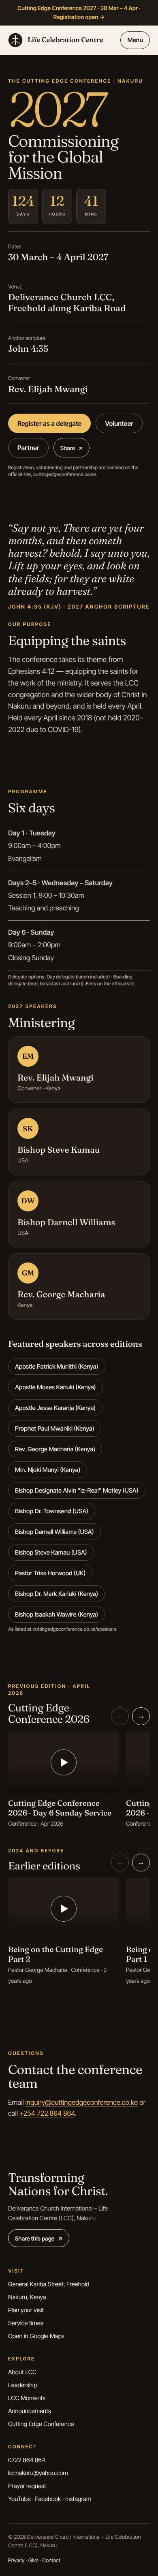 Cutting Edge Conference 2027 · 30 Mar – 4 Apr ·
Registration open →
Life Celebration Centre
Menu
THE CUTTING EDGE CONFERENCE · NAKURU
2027
Commissioning
for the Global
Mission
124
DAYS
12
HOURS
41
MINS
Dates
30 March – 4 April 2027
Venue
Deliverance Church LCC,
Freehold along Kariba Road
Anchor scripture
John 4:35
Convener
Rev. Elijah Mwangi
Register as a delegate
Volunteer
Partner
Share ↗
Registration, volunteering and partnership are handled on the
official site, cuttingedgeconference.co.ke.
“Say not ye, There are yet four
months, and then cometh
harvest? behold, I say unto you,
Lift up your eyes, and look on
the fields; for they are white
already to harvest.”
JOHN 4:35 (KJV) · 2027 ANCHOR SCRIPTURE
OUR PURPOSE
Equipping the saints
The conference takes its theme from
Ephesians 4:12 — equipping the saints for
the work of the ministry. It serves the LCC
congregation and the wider body of Christ in
Nakuru and beyond, and is held every April.
Held every April since 2018 (not held 2020–
2022 due to COVID-19).
PROGRAMME
Six days
Day 1 · Tuesday
9:00am – 4:00pm
Evangelism
Days 2–5 · Wednesday – Saturday
Session 1, 9:00 – 10:30am
Teaching and preaching
Day 6 · Sunday
9:00am – 2:00pm
Closing Sunday
Delegate options: Day delegate (lunch included) · Boarding
delegate (bed, breakfast and lunch). Fees on the official site.
2027 SPEAKERS
Ministering
EM
Rev. Elijah Mwangi
Convener · Kenya
SK
Bishop Steve Kamau
USA
DW
Bishop Darnell Williams
USA
GM
Rev. George Macharia
Kenya
Featured speakers across editions
Apostle Patrick Muriithi (Kenya)
Apostle Moses Kariuki (Kenya)
Apostle Jesse Karanja (Kenya)
Prophet Paul Mwaniki (Kenya)
Rev. George Macharia (Kenya)
Min. Njoki Munyi (Kenya)
Bishop Designate Alvin “Iz-Real” Motley (USA)
Bishop Dr. Townsend (USA)
Bishop Darnell Williams (USA)
Bishop Steve Kamau (USA)
Pastor Triss Horwood (UK)
Bishop Dr. Mark Kariuki (Kenya)
Bishop Isaakah Wawire (Kenya)
As listed at cuttingedgeconference.co.ke/speakers
PREVIOUS EDITION · APRIL
2026
Cutting Edge
Conference 2026
← →
Cutting Edge Conference
2026 - Day 6 Sunday Service
Conference · Apr 2026
Cutting
2026 -
Conferenc
2024 AND BEFORE
Earlier editions
← →
Being on the Cutting Edge
Part 2
Pastor George Macharia · Conference · 2
years ago
Being
Part 1
Pastor Ge
years ago
QUESTIONS
Contact the conference
team
Email inquiry@cuttingedgeconference.co.ke or
call +254 722 864 864.
Transforming
Nations for Christ.
Deliverance Church International – Life
Celebration Centre (LCC), Nakuru
Share this page ↗
VISIT
General Kariba Street, Freehold
Nakuru, Kenya
Plan your visit
Service times
Open in Google Maps
EXPLORE
About LCC
Leadership
LCC Moments
Announcements
Cutting Edge Conference
CONNECT
0722 864 864
lccnakuru@yahoo.com
Prayer request
YouTube · Facebook · Instagram
© 2026 Deliverance Church International – Life Celebration
Centre (LCC), Nakuru
Privacy · Give · Contact